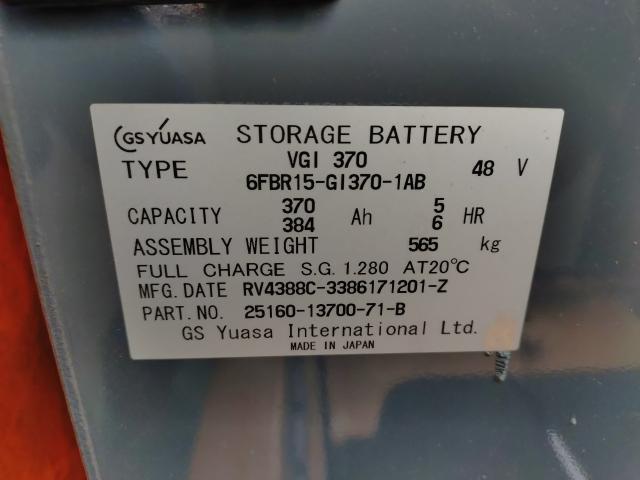 GS YUASA STORAGE BATTERY
TYPE VGI 370 48 V
6FBR15-GI370-1AB
CAPACITY 370 Ah 5 HR
384 6
ASSEMBLY WEIGHT 565 kg
FULL CHARGE S.G. 1.280 AT20℃
MFG.DATE RV4388C-3386171201-Z
PART.NO. 25160-13700-71-B
GS Yuasa International Ltd.
MADE IN JAPAN